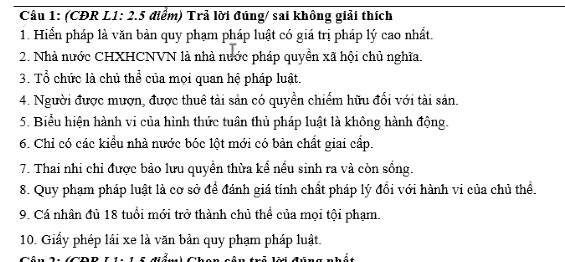 Câu 1: (CĐR L1: 2.5 điểm) Trả lời đúng/ sai không giải thích
1. Hiến pháp là văn bản quy phạm pháp luật có giá trị pháp lý cao nhất.
2. Nhà nước CHXHCNVN là nhà nước pháp quyền xã hội chủ nghĩa.
3. Tổ chức là chủ thể của mọi quan hệ pháp luật.
4. Người được mượn, được thuê tài sản có quyền chiếm hữu đối với tài sản.
5. Biểu hiện hành vi của hình thức tuân thủ pháp luật là không hành động.
6. Chỉ có các kiểu nhà nước bóc lột mới có bản chất giai cấp.
7. Thai nhi chỉ được bảo lưu quyền thừa kế nếu sinh ra và còn sống.
8. Quy phạm pháp luật là cơ sở để đánh giá tính chất pháp lý đối với hành vi của chủ thể.
9. Cá nhân đủ 18 tuổi mới trở thành chủ thể của mọi tội phạm.
10. Giấy phép lái xe là văn bản quy phạm pháp luật.
Câu 2: (CĐR L1: 1.5 điểm) Chọn câu trả lời đúng nhất